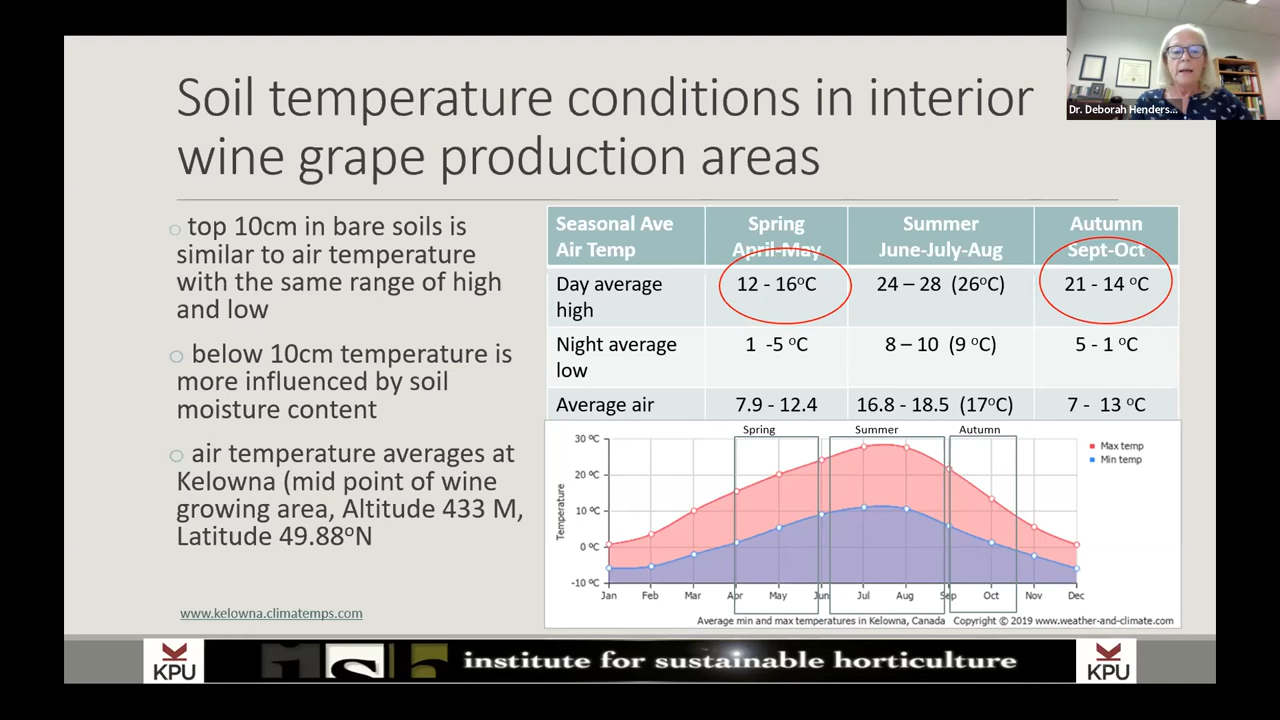 Dr. Deborah Henders...
Soil temperature conditions in interior
wine grape production areas
top 10cm in bare soils is
similar to air temperature
with the same range of high
and low
below 10cm temperature is
more influenced by soil
moisture content
air temperature averages at
Kelowna (mid point of wine
growing area, Altitude 433 M,
Latitude 49.88ºN
www.kelowna.climatemps.com
Seasonal Ave Air Temp | Spring April-May | Summer June-July-Aug | Autumn Sept-Oct
Day average high | 12 - 16ºC | 24 – 28 (26ºC) | 21 - 14 ºC
Night average low | 1 -5 ºC | 8 – 10 (9 ºC) | 5 - 1 ºC
Average air | 7.9 - 12.4 | 16.8 - 18.5 (17ºC) | 7 - 13 ºC
Spring Summer Autumn
30 ºC
20 ºC
10 ºC
0 ºC
-10 ºC
Temperature
Max temp
Min temp
Jan Feb Mar Apr May Jun Jul Aug Sep Oct Nov Dec
Average min and max temperatures in Kelowna, Canada Copyright © 2019 www.weather-and-climate.com
KPU
ish
institute for sustainable horticulture
KPU